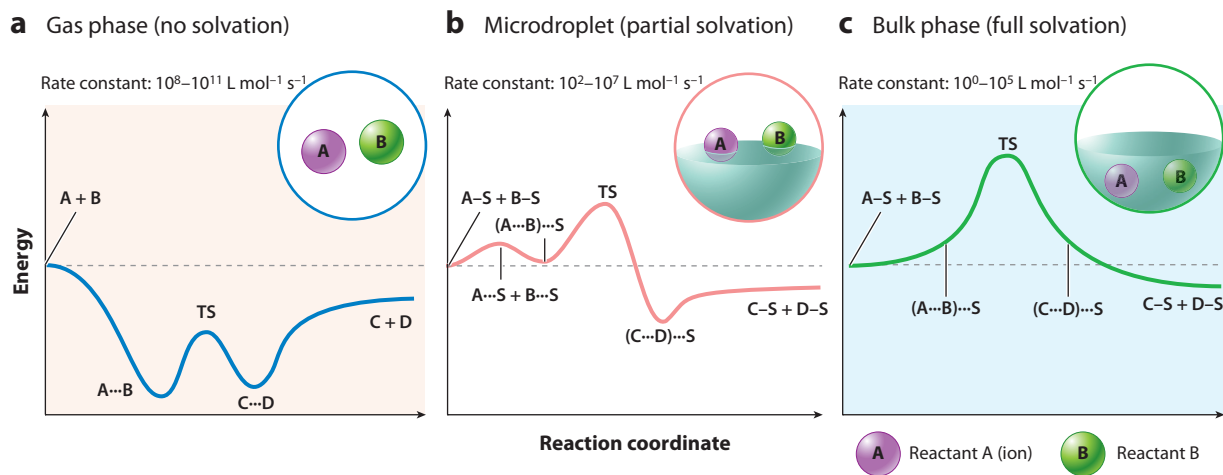 a Gas phase (no solvation)
Rate constant: 10⁸–10¹¹ L mol⁻¹ s⁻¹
A
B
A + B
Energy
TS
A···B
C···D
C + D
b Microdroplet (partial solvation)
Rate constant: 10²–10⁷ L mol⁻¹ s⁻¹
A
B
A–S + B–S
TS
(A···B)···S
A···S + B···S
C–S + D–S
(C···D)···S
Reaction coordinate
c Bulk phase (full solvation)
Rate constant: 10⁰–10⁵ L mol⁻¹ s⁻¹
TS
A
B
A–S + B–S
(A···B)···S
(C···D)···S
C–S + D–S
A Reactant A (ion)
B Reactant B